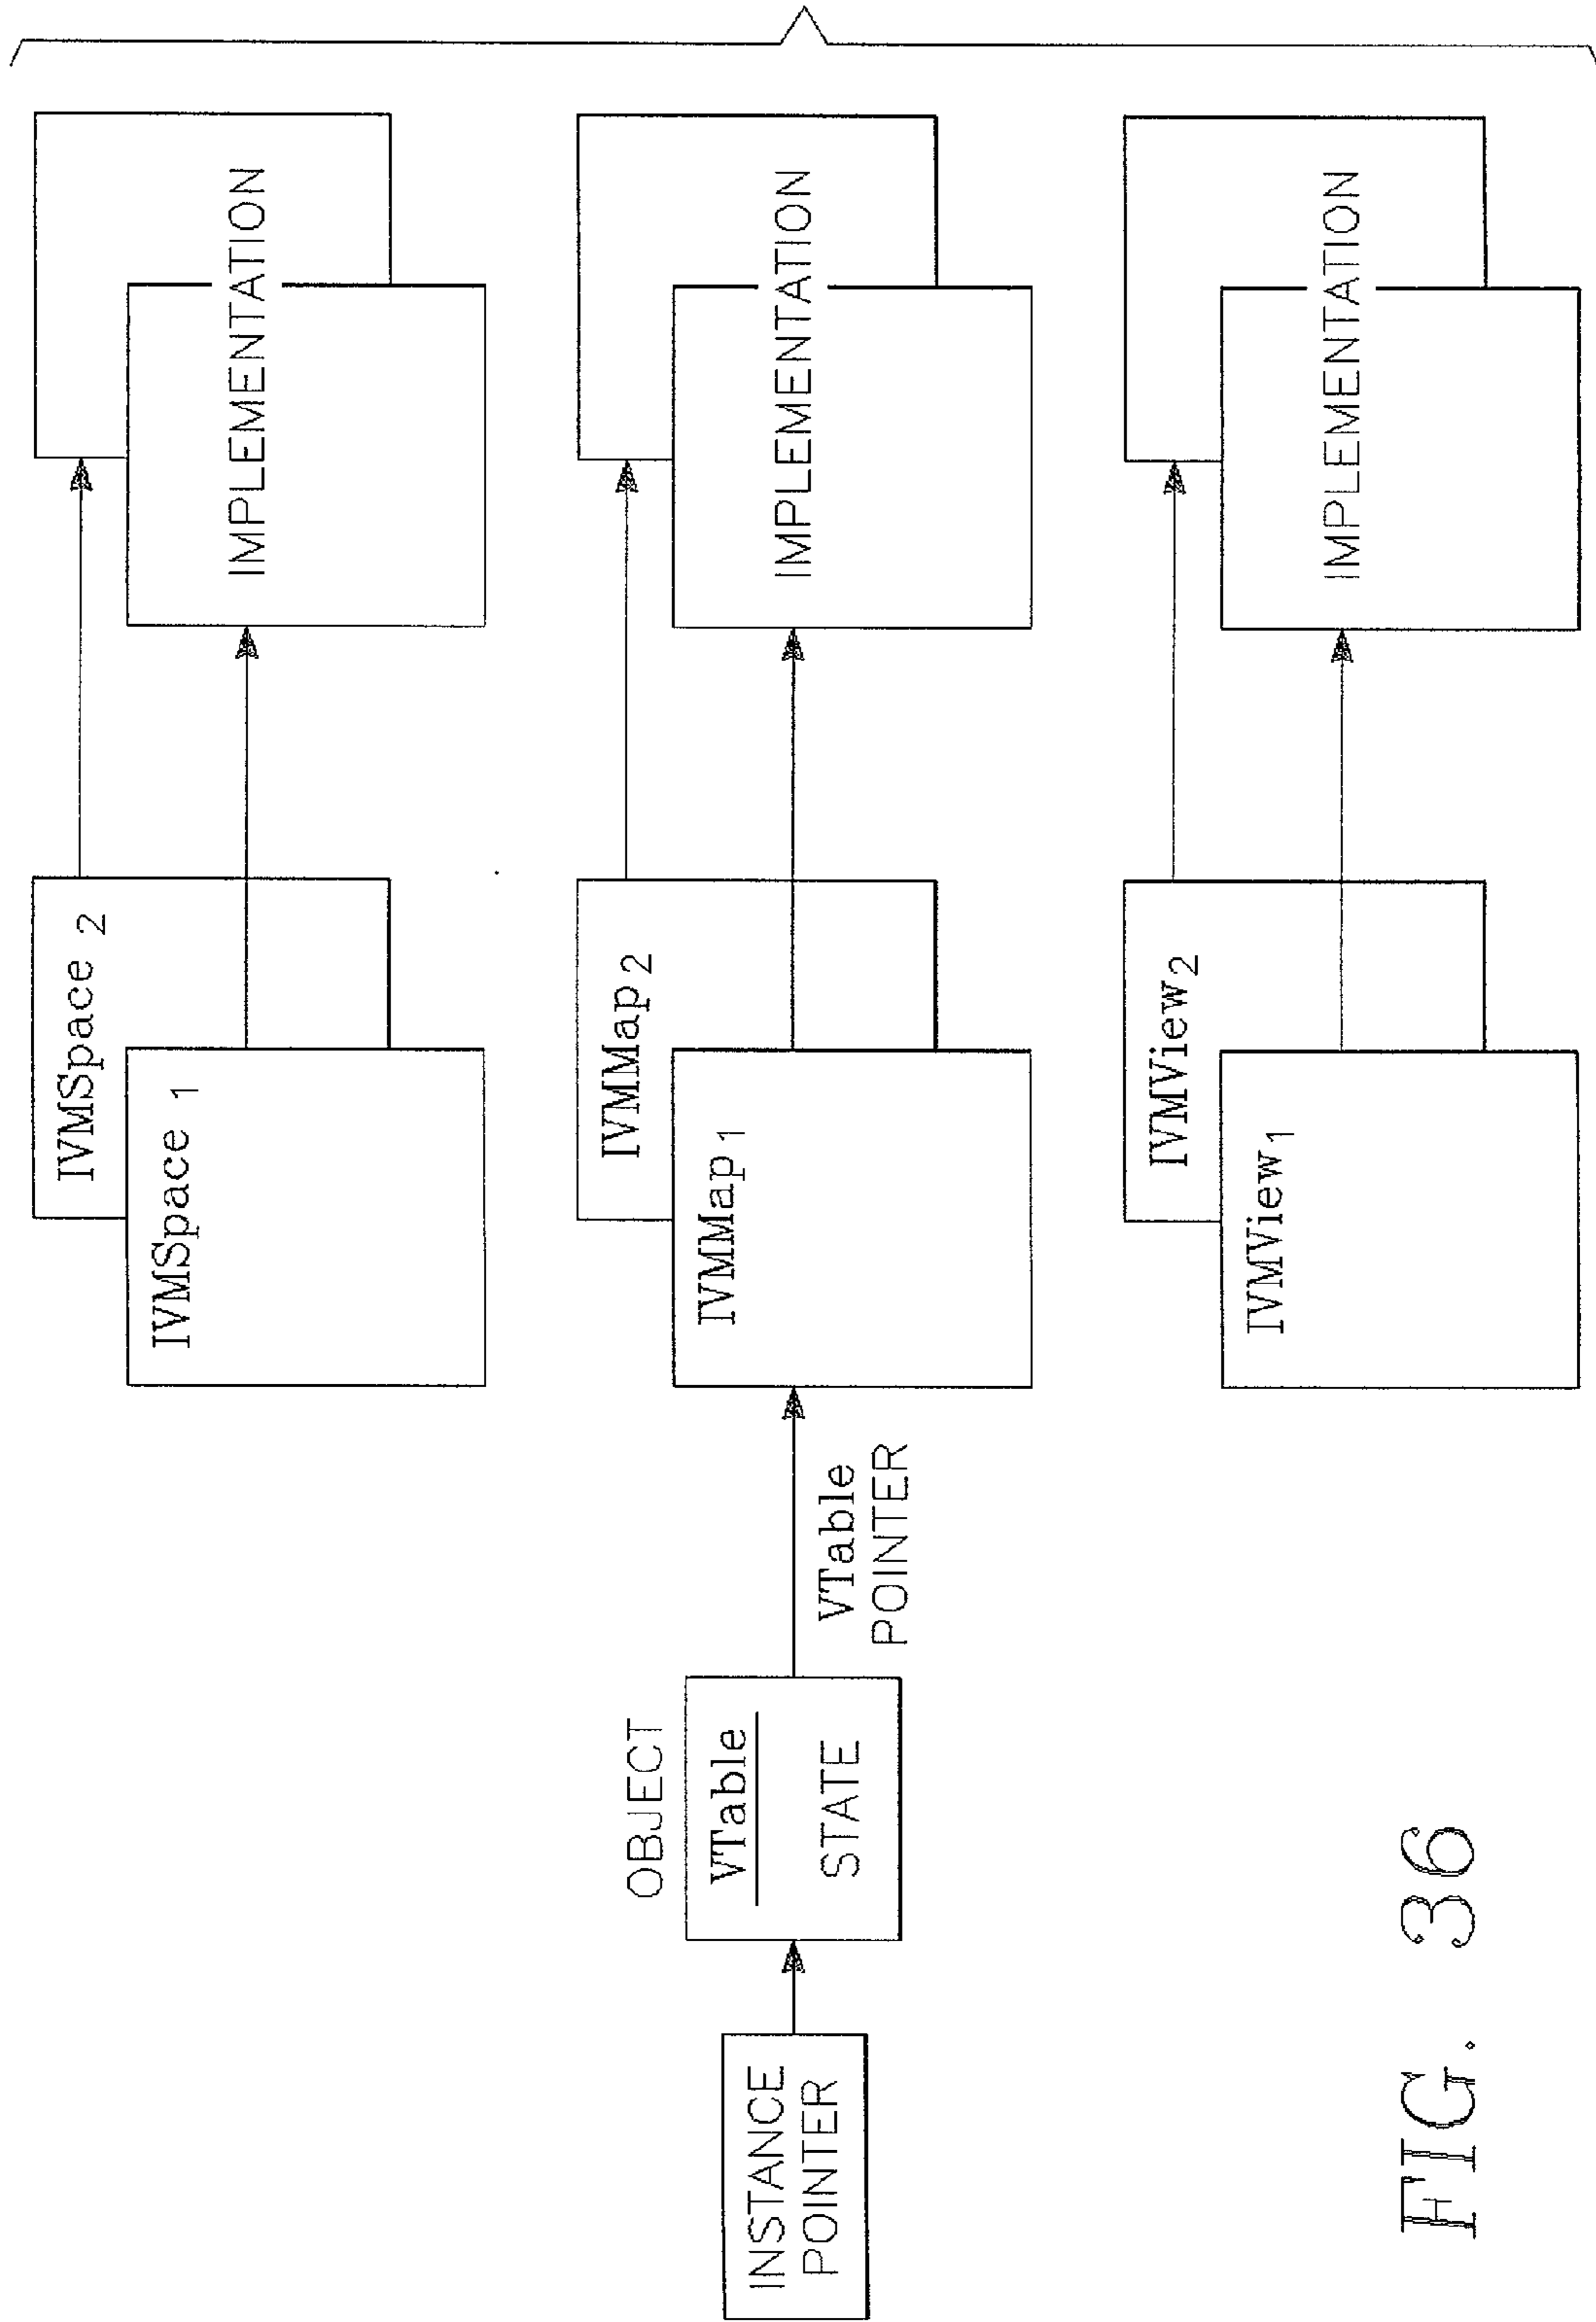 INSTANCE
POINTER
OBJECT
VTable
STATE
VTable
POINTER
IVMSpace 2
IVMSpace 1
IMPLEMENTATION
IVMMap 2
IVMMap 1
IMPLEMENTATION
IVMView 2
IVMView 1
IMPLEMENTATION
FIG. 36